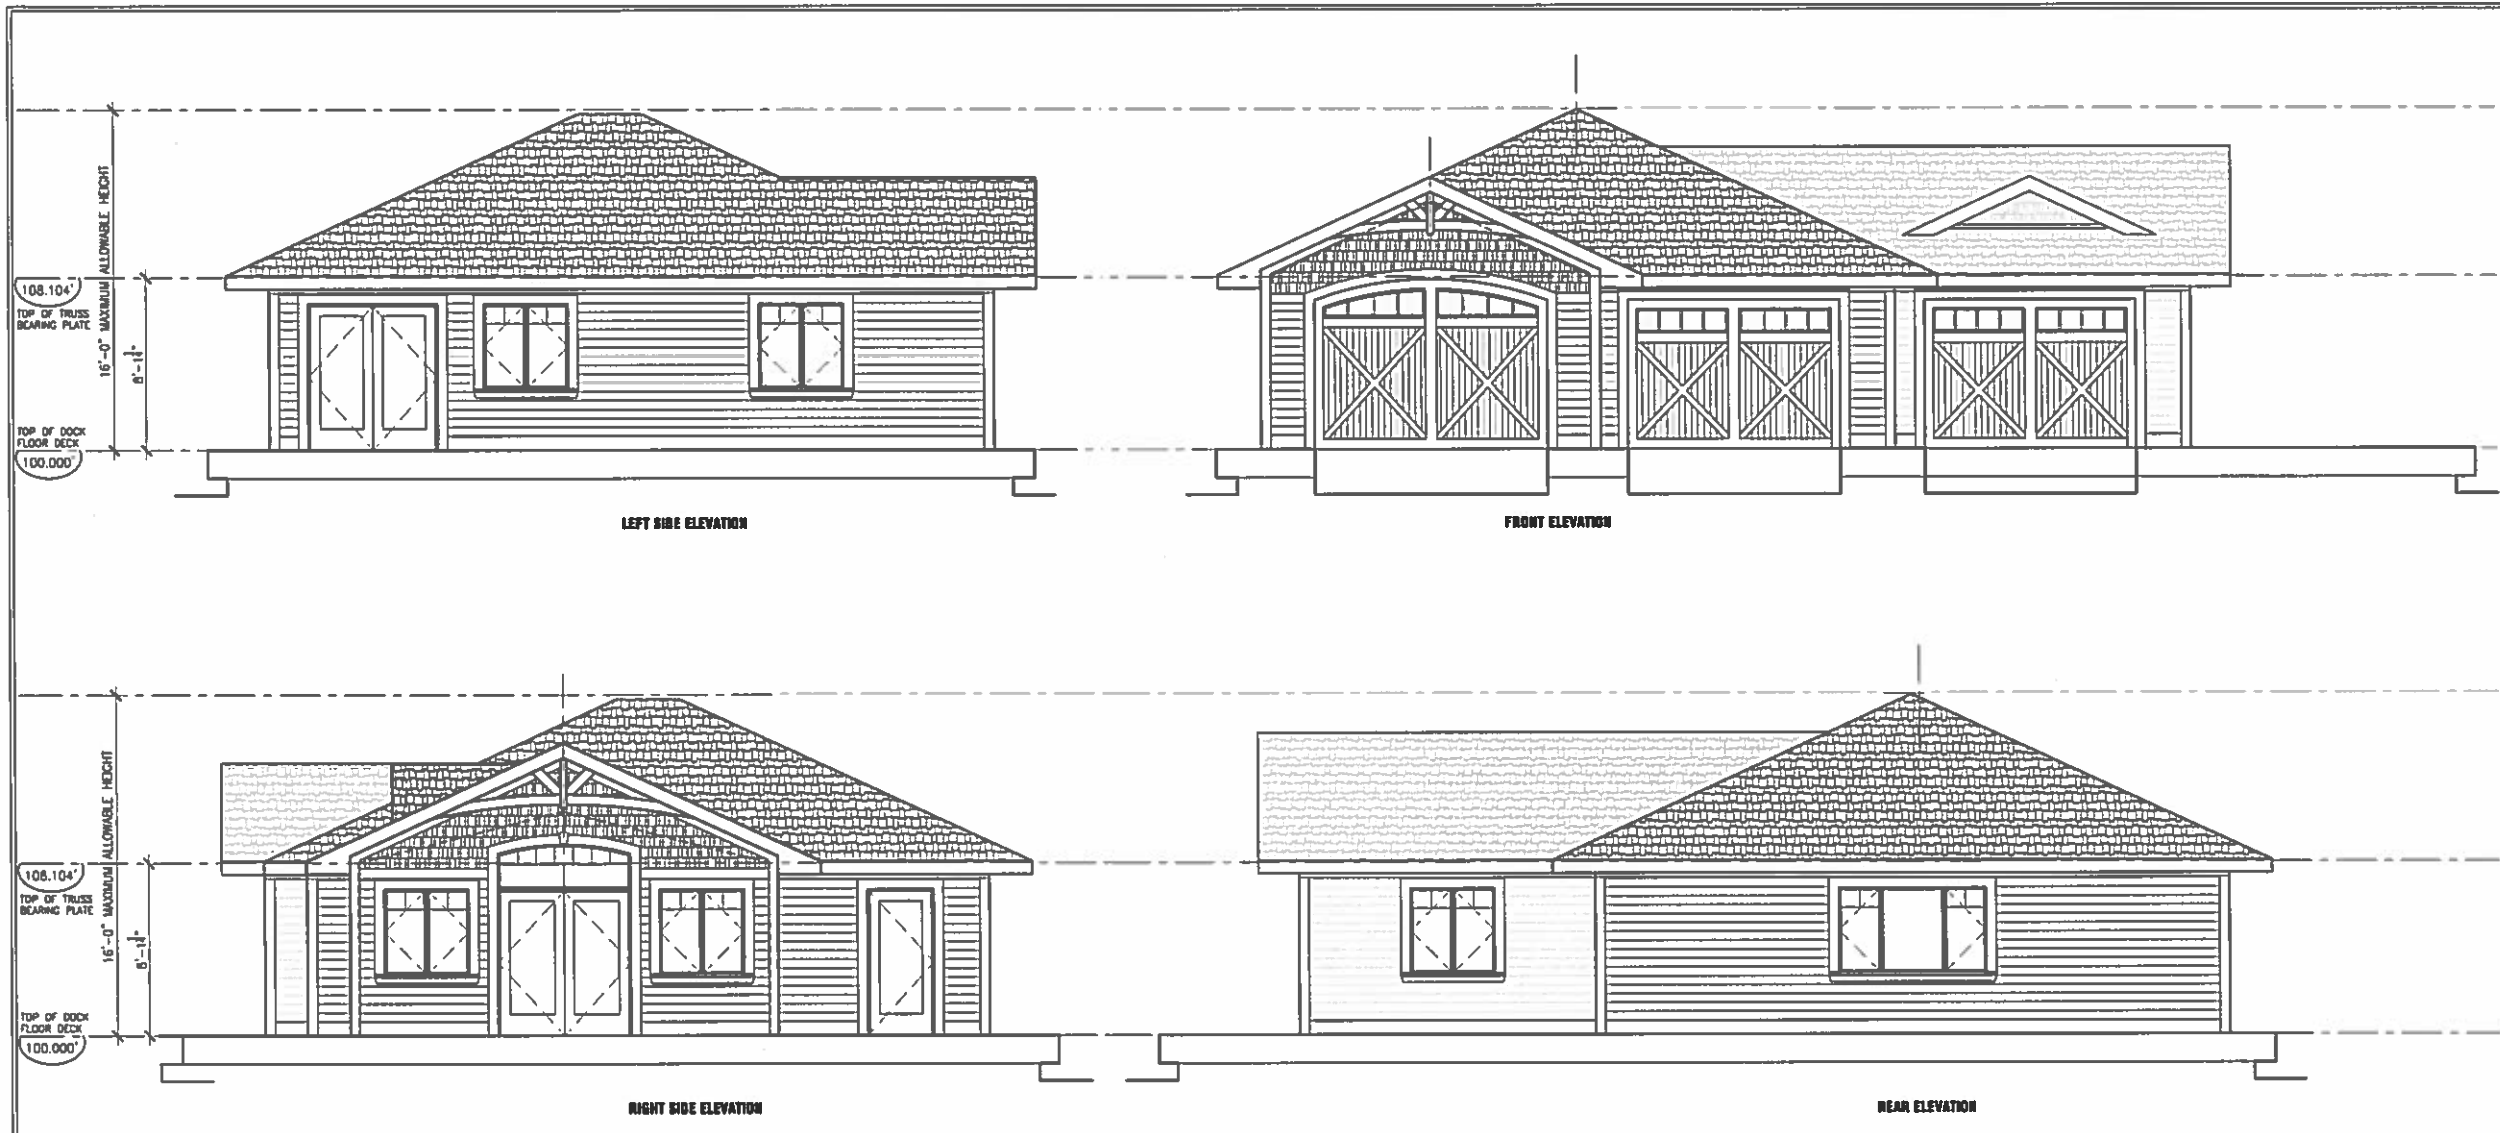 16'-0" MAXIMUM ALLOWABLE HEIGHT
108.104'
TOP OF TRUSS
BEARING PLATE
TOP OF DOCK
FLOOR DECK
100.000'
LEFT SIDE ELEVATION
FRONT ELEVATION
16'-0" MAXIMUM ALLOWABLE HEIGHT
108.104'
TOP OF TRUSS
BEARING PLATE
TOP OF DOCK
FLOOR DECK
100.000'
RIGHT SIDE ELEVATION
REAR ELEVATION